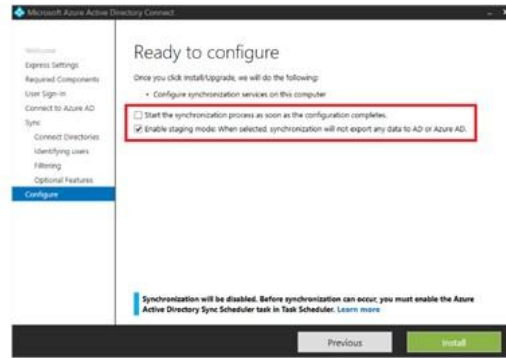 Microsoft Azure Active Directory Connect
Welcome
Express Settings
Required Components
User Sign-In
Connect to Azure AD
Sync
Connect Directories
Identifying users
Filtering
Optional Features
Configure
Ready to configure
Once you click install/Upgrade, we will do the following:
• Configure synchronization services on this computer
Start the synchronization process as soon as the configuration completes.
Enable staging mode: When selected, synchronization will not export any data to AD or Azure AD.
Synchronization will be disabled. Before synchronization can occur, you must enable the Azure
Active Directory Sync Scheduler task in Task Scheduler. Learn more
Previous
Install